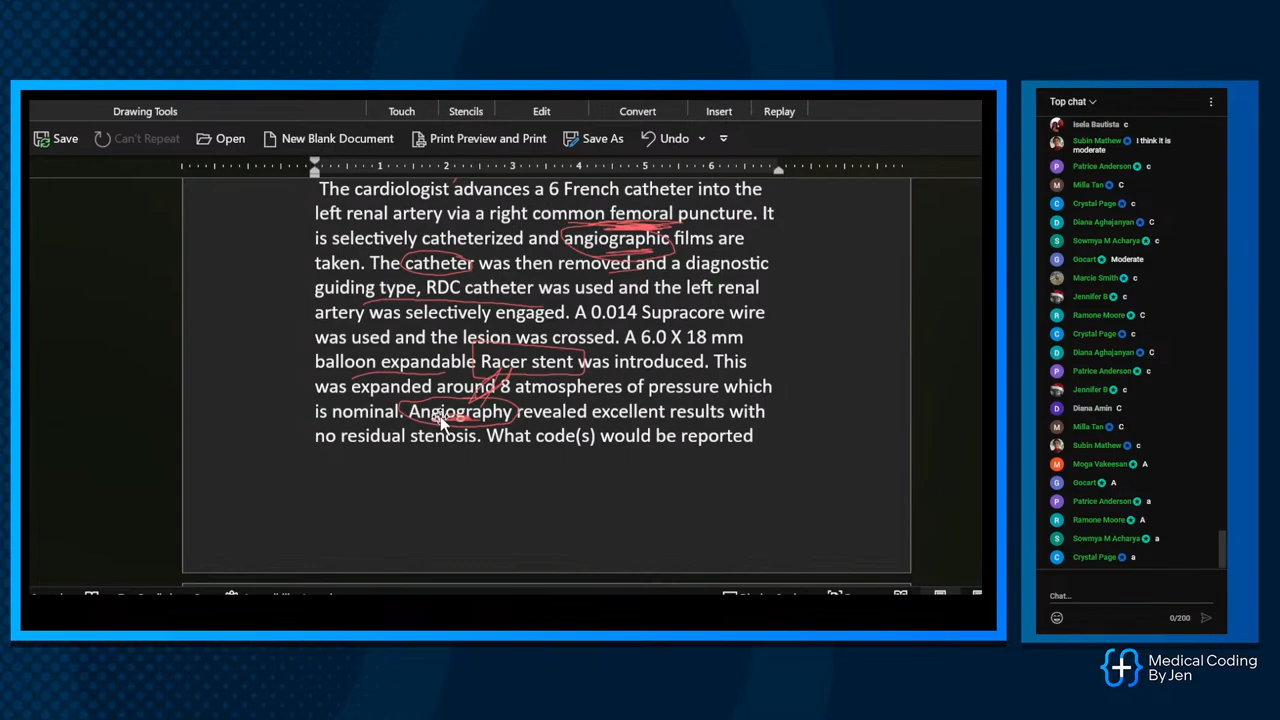 Drawing Tools
Touch
Stencils
Edit
Convert
Insert
Replay
Save
Can't Repeat
Open
New Blank Document
Print Preview and Print
Save As
Undo
2
1
2
3
4
5
6
The cardiologist advances a 6 French catheter into the
left renal artery via a right common femoral puncture. It
is selectively catheterized and angiographic films are
taken. The catheter was then removed and a diagnostic
guiding type, RDC catheter was used and the left renal
artery was selectively engaged. A 0.014 Supracore wire
was used and the lesion was crossed. A 6.0 X 18 mm
balloon expandable Racer stent was introduced. This
was expanded around 8 atmospheres of pressure which
is nominal. Angiography revealed excellent results with
no residual stenosis. What code(s) would be reported
Top chat
Isela Bautista c
Subin Mathew I think it is
moderate
P Patrice Anderson c
Milla Tan C
C Crystal Page C
Diana Aghajanyan C
Sowmya M Acharya c
Gocart Moderate
Marcie Smith c
Jennifer B c
R Ramone Moore C
C Crystal Page C
Diana Aghajanyan C
P Patrice Anderson c
Jennifer B c
D Diana Amin C
Milla Tan C
Subin Mathew c
M Moga Vakeesan A
Gocart A
P Patrice Anderson a
R Ramone Moore A
Sowmya M Acharya a
C Crystal Page a
Chat...
0/200
Medical Coding
By Jen